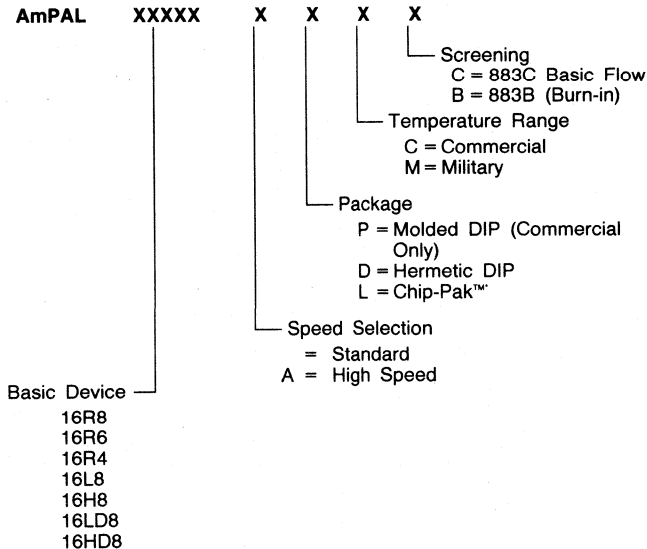 AmPAL XXXXX X X X X
Screening
C = 883C Basic Flow
B = 883B (Burn-in)
Temperature Range
C = Commercial
M = Military
Package
P = Molded DIP (Commercial
Only)
D = Hermetic DIP
L = Chip-Pak™*
Speed Selection
= Standard
A = High Speed
Basic Device
16R8
16R6
16R4
16L8
16H8
16LD8
16HD8